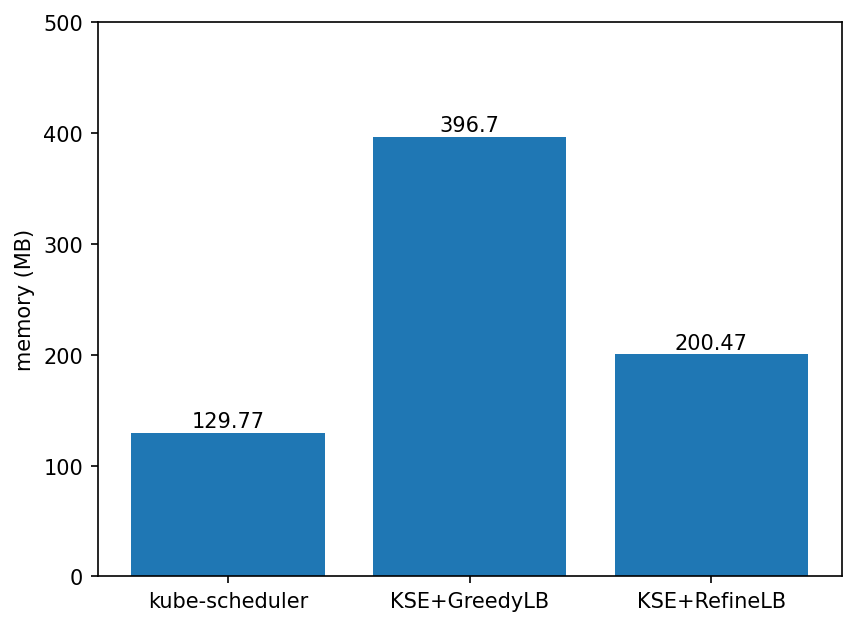 500
400
300
200
100
0
memory (MB)
129.77
396.7
200.47
kube-scheduler
KSE+GreedyLB
KSE+RefineLB